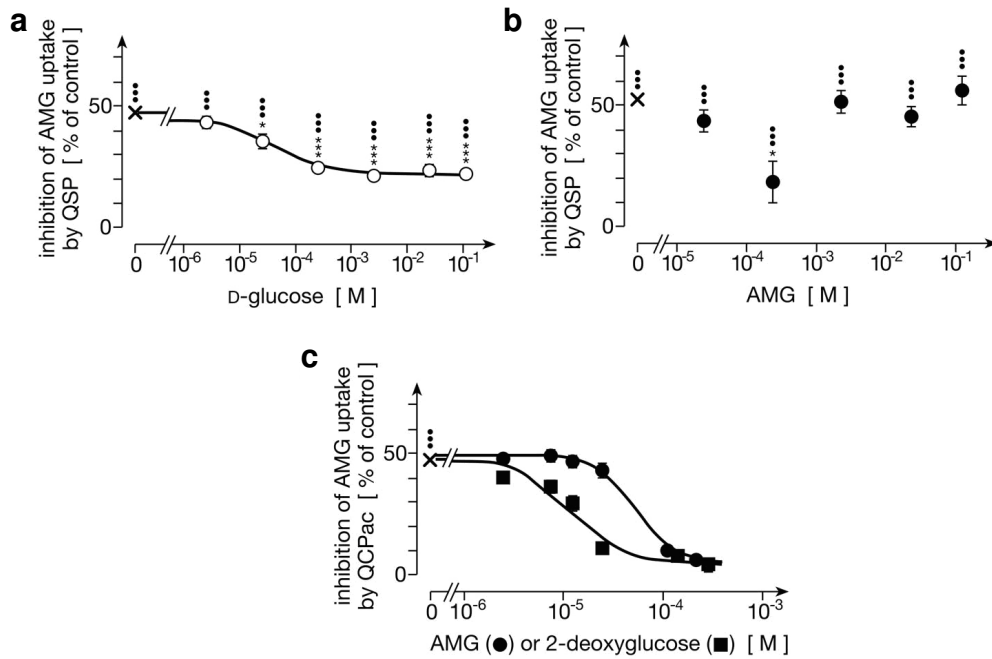 a
inhibition of AMG uptake
by QSP [ % of control ]
50
0
0 10-6 10-5 10-4 10-3 10-2 10-1
D-glucose [ M ]
b
inhibition of AMG uptake
by QSP [ % of control ]
50
0
0 10-5 10-4 10-3 10-2 10-1
AMG [ M ]
c
inhibition of AMG uptake
by QCPac [ % of control ]
50
0
0 10-6 10-5 10-4 10-3
AMG (●) or 2-deoxyglucose (■) [ M ]